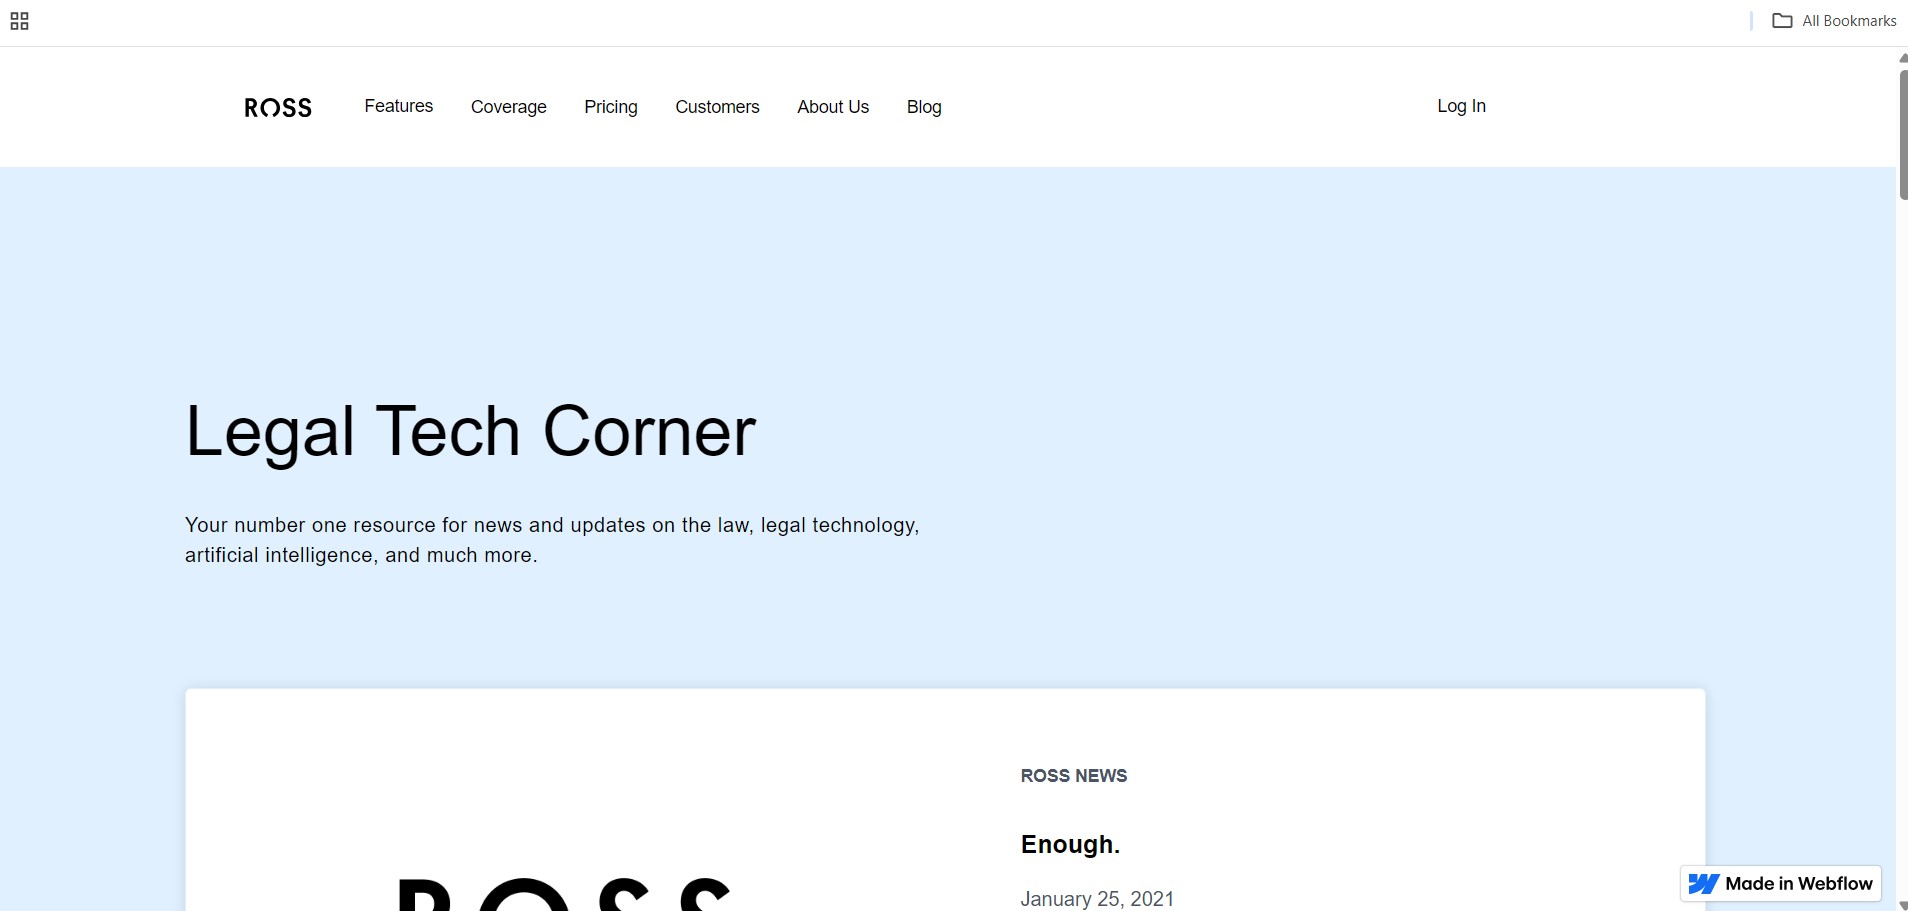 All Bookmarks
ROSS
Features
Coverage
Pricing
Customers
About Us
Blog
Log In
Legal Tech Corner
Your number one resource for news and updates on the law, legal technology,
artificial intelligence, and much more.
ROSS NEWS
Enough.
ROSS
January 25, 2021
Made in Webflow